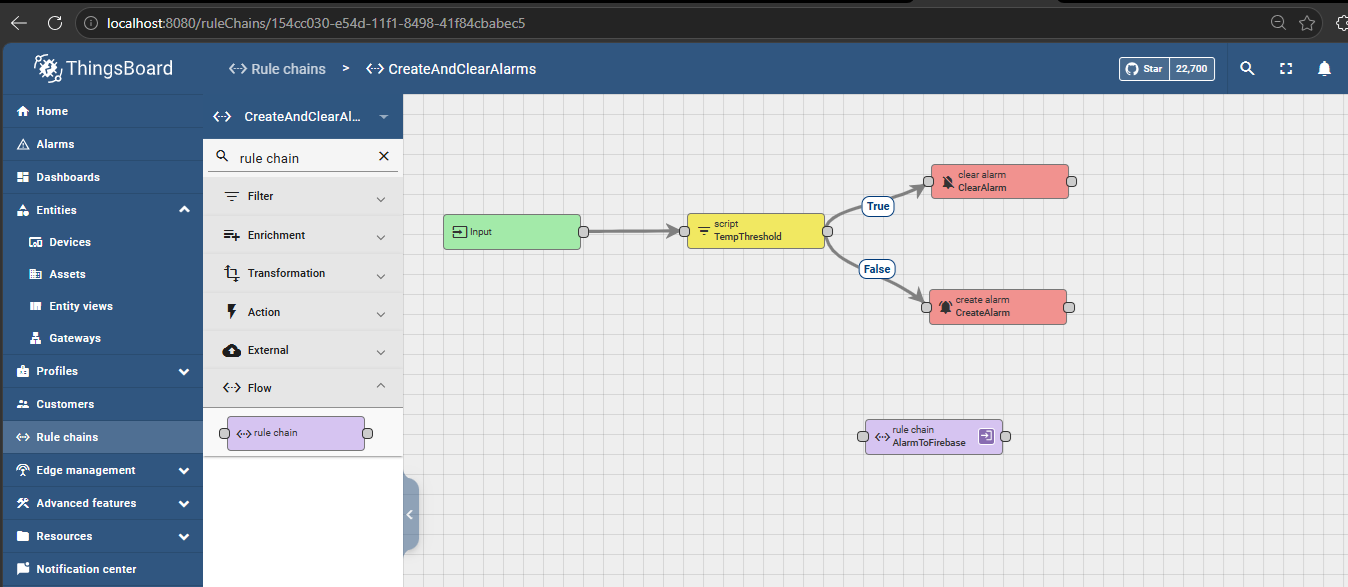 localhost:8080/ruleChains/154cc030-e54d-11f1-8498-41f84cbabec5
ThingsBoard
Rule chains > CreateAndClearAlarms
Star 22,700
Home
Alarms
Dashboards
Entities
Devices
Assets
Entity views
Gateways
Profiles
Customers
Rule chains
Edge management
Advanced features
Resources
Notification center
CreateAndClearAl...
rule chain
Filter
Enrichment
Transformation
Action
External
Flow
rule chain
Input
script
TempThreshold
True
False
clear alarm
ClearAlarm
create alarm
CreateAlarm
rule chain
AlarmToFirebase